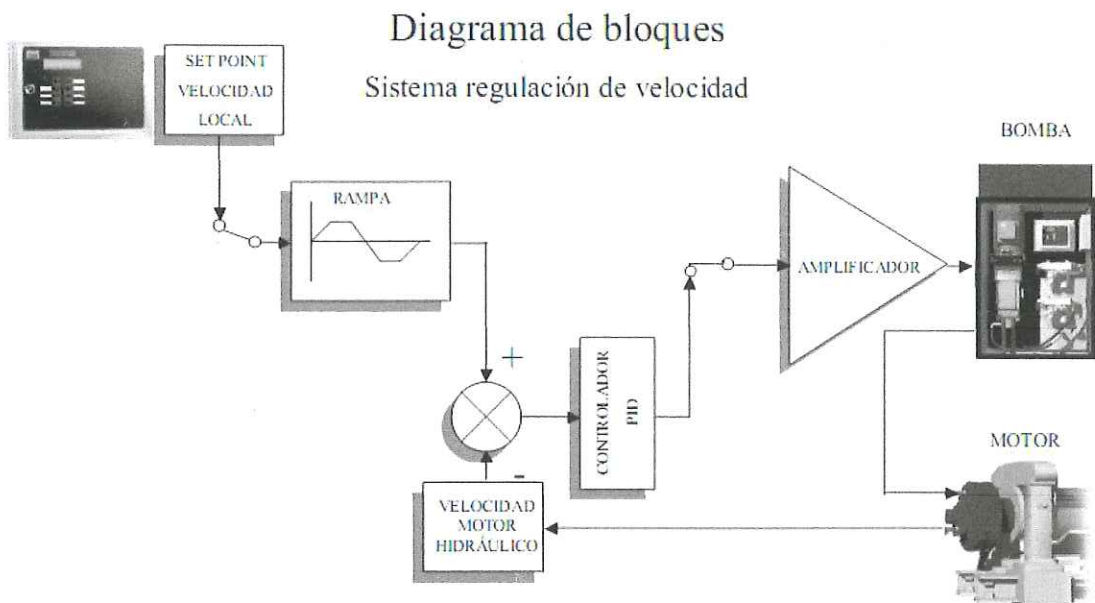 Diagrama de bloques
Sistema regulación de velocidad
SET POINT
VELOCIDAD
LOCAL
RAMPA
+
-
VELOCIDAD
MOTOR
HIDRÁULICO
CONTROLADOR
PID
AMPLIFICADOR
BOMBA
MOTOR